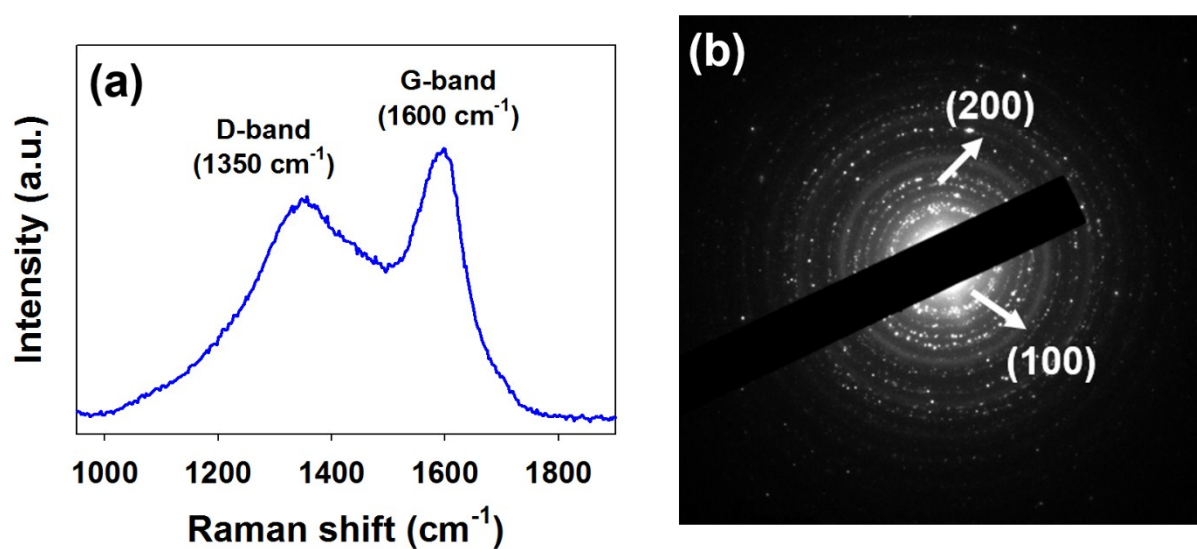 (a)
G-band
(1600 cm⁻¹)
D-band
(1350 cm⁻¹)
Intensity (a.u.)
1000 1200 1400 1600 1800
Raman shift (cm⁻¹)
(b)
(200)
(100)